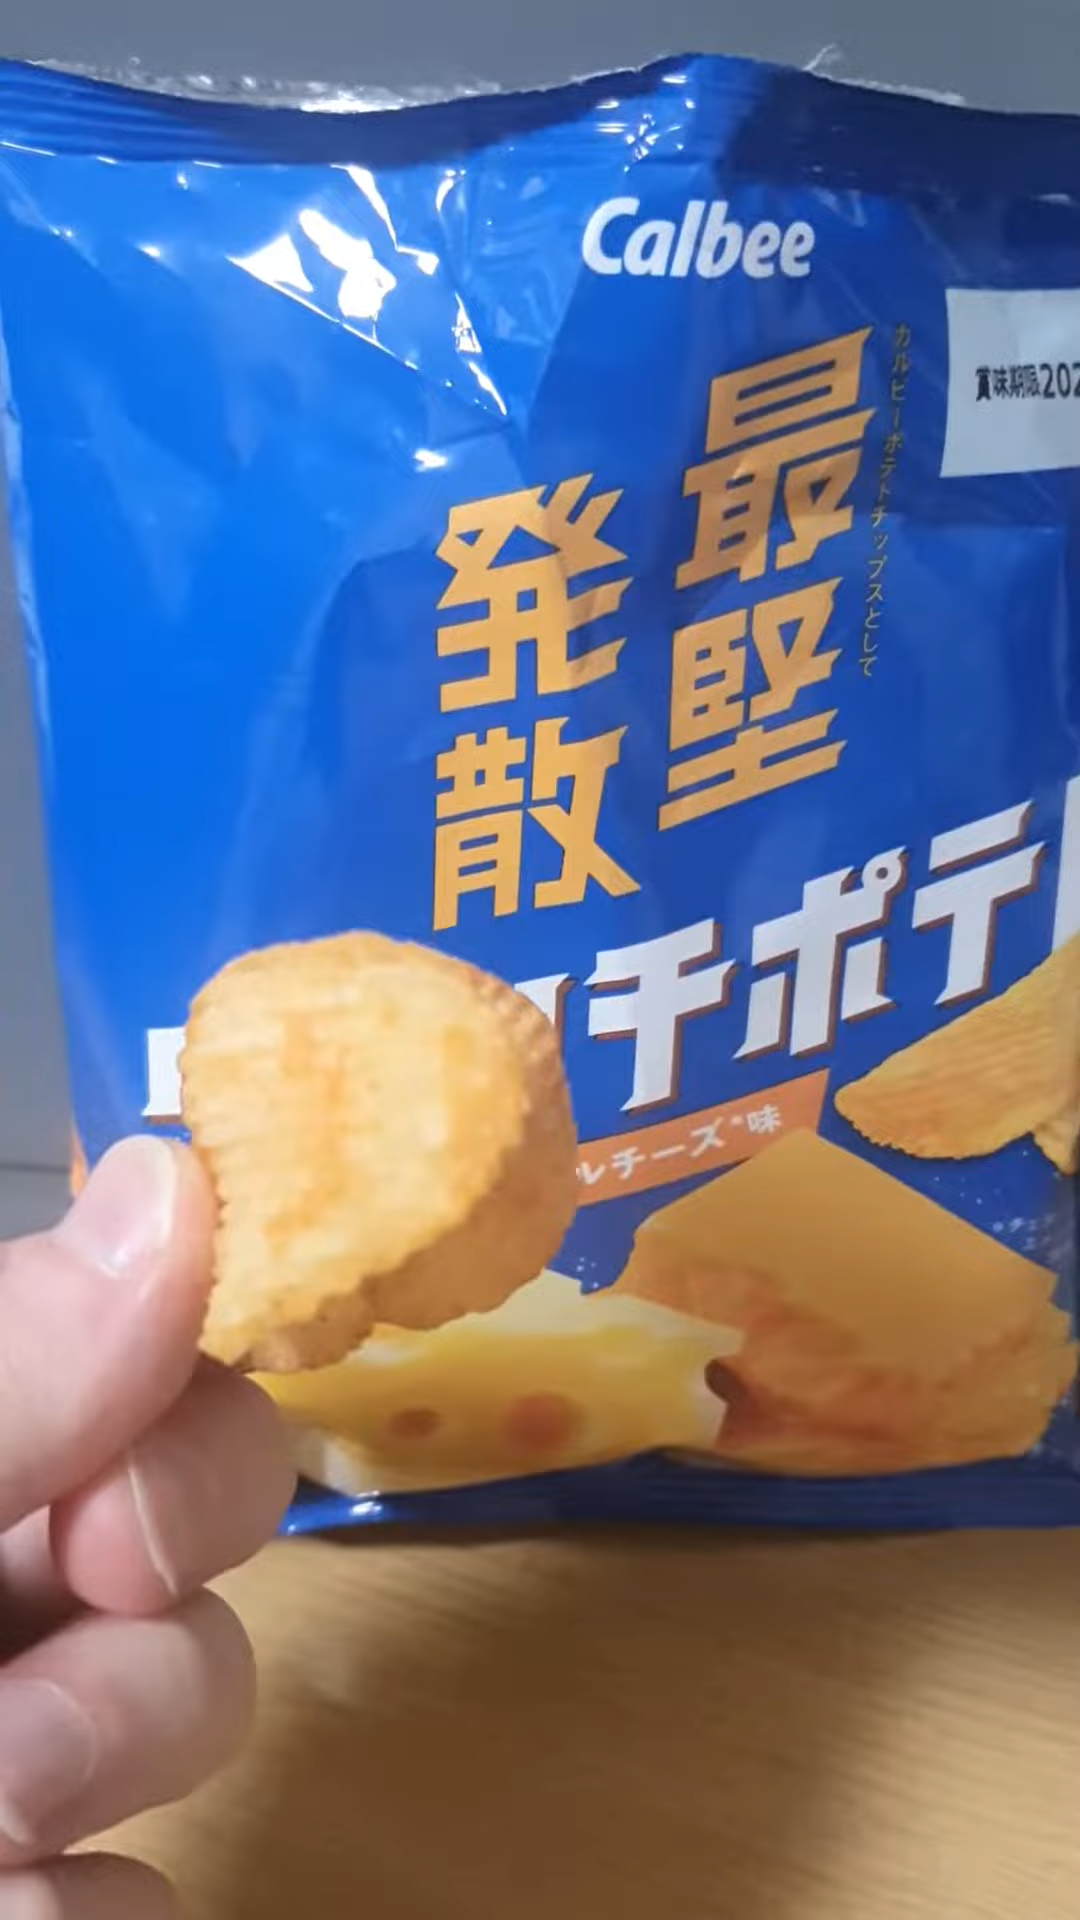 Calbee
カルビーポテトチップスとして
最堅
発散
チポテ
ルチーズ*味
賞味期限202